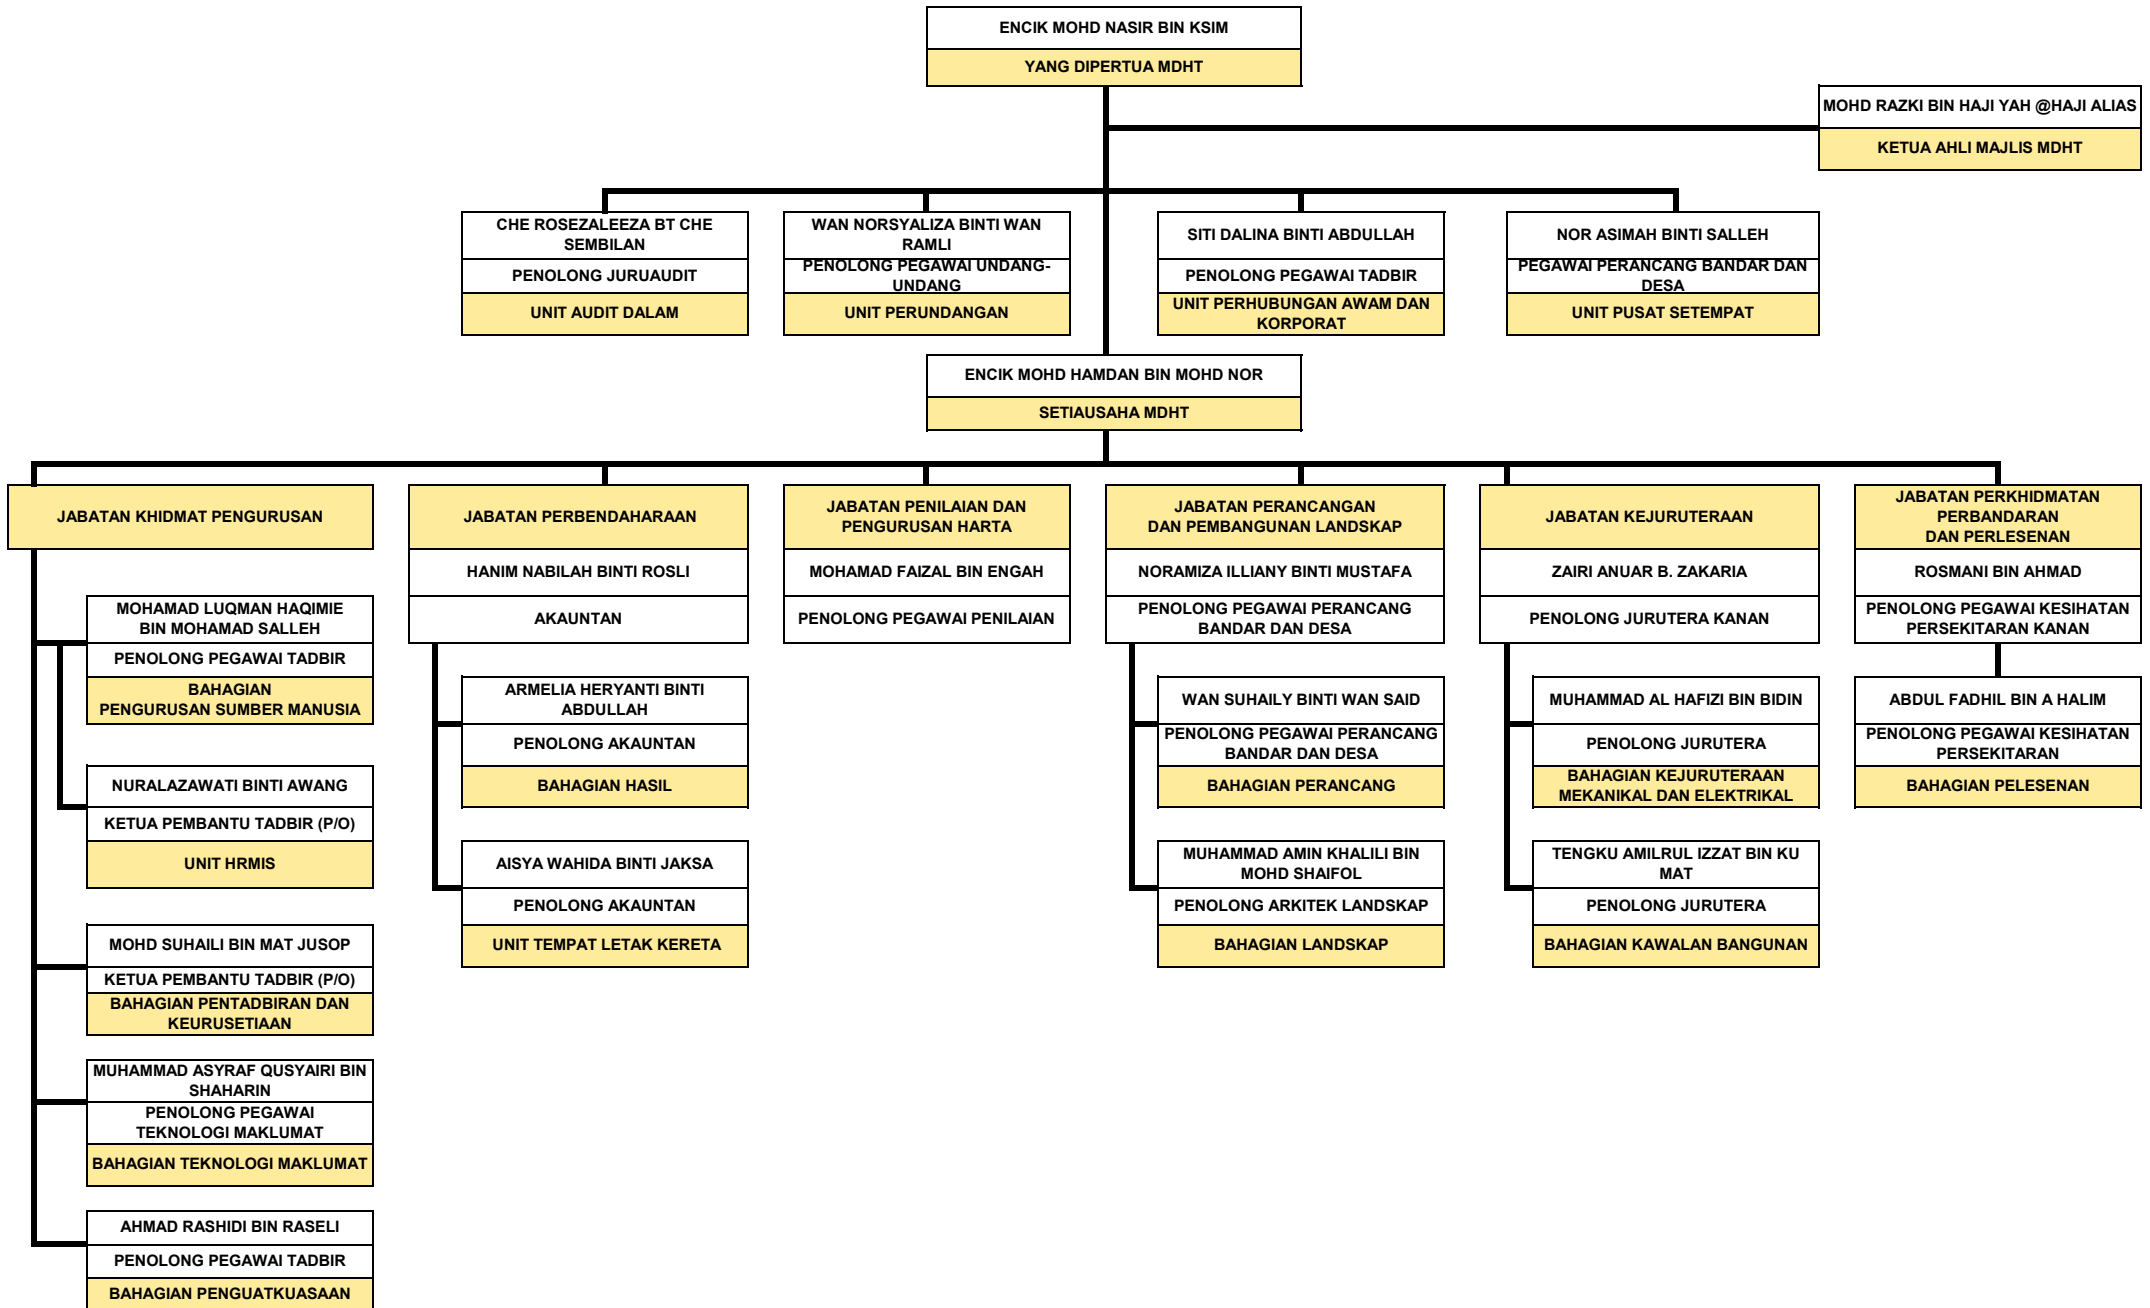 ENCIK MOHD NASIR BIN KSIM
YANG DIPERTUA MDHT
MOHD RAZKI BIN HAJI YAH @HAJI ALIAS
KETUA AHLI MAJLIS MDHT
CHE ROSEZALEEZA BT CHE
SEMBILAN
PENOLONG JURUAUDIT
UNIT AUDIT DALAM
WAN NORSYALIZA BINTI WAN
RAMLI
PENOLONG PEGAWAI UNDANG-
UNDANG
UNIT PERUNDANGAN
SITI DALINA BINTI ABDULLAH
PENOLONG PEGAWAI TADBIR
UNIT PERHUBUNGAN AWAM DAN
KORPORAT
NOR ASIMAH BINTI SALLEH
PEGAWAI PERANCANG BANDAR DAN
DESA
UNIT PUSAT SETEMPAT
ENCIK MOHD HAMDAN BIN MOHD NOR
SETIAUSAHA MDHT
JABATAN KHIDMAT PENGURUSAN
MOHAMAD LUQMAN HAQIMIE
BIN MOHAMAD SALLEH
PENOLONG PEGAWAI TADBIR
BAHAGIAN
PENGURUSAN SUMBER MANUSIA
NURALAZAWATI BINTI AWANG
KETUA PEMBANTU TADBIR (P/O)
UNIT HRMIS
MOHD SUHAILI BIN MAT JUSOP
KETUA PEMBANTU TADBIR (P/O)
BAHAGIAN PENTADBIRAN DAN
KEURUSETIAAN
MUHAMMAD ASYRAF QUSYAIRI BIN
SHAHARIN
PENOLONG PEGAWAI
TEKNOLOGI MAKLUMAT
BAHAGIAN TEKNOLOGI MAKLUMAT
AHMAD RASHIDI BIN RASELI
PENOLONG PEGAWAI TADBIR
BAHAGIAN PENGUATKUASAAN
JABATAN PERBENDAHARAAN
HANIM NABILAH BINTI ROSLI
AKAUNTAN
ARMELIA HERYANTI BINTI
ABDULLAH
PENOLONG AKAUNTAN
BAHAGIAN HASIL
AISYA WAHIDA BINTI JAKSA
PENOLONG AKAUNTAN
UNIT TEMPAT LETAK KERETA
JABATAN PENILAIAN DAN
PENGURUSAN HARTA
MOHAMAD FAIZAL BIN ENGAH
PENOLONG PEGAWAI PENILAIAN
JABATAN PERANCANGAN
DAN PEMBANGUNAN LANDSKAP
NORAMIZA ILLIANY BINTI MUSTAFA
PENOLONG PEGAWAI PERANCANG
BANDAR DAN DESA
WAN SUHAILY BINTI WAN SAID
PENOLONG PEGAWAI PERANCANG
BANDAR DAN DESA
BAHAGIAN PERANCANG
MUHAMMAD AMIN KHALILI BIN
MOHD SHAIFOL
PENOLONG ARKITEK LANDSKAP
BAHAGIAN LANDSKAP
JABATAN KEJURUTERAAN
ZAIRI ANUAR B. ZAKARIA
PENOLONG JURUTERA KANAN
MUHAMMAD AL HAFIZI BIN BIDIN
PENOLONG JURUTERA
BAHAGIAN KEJURUTERAAN
MEKANIKAL DAN ELEKTRIKAL
TENGKU AMILRUL IZZAT BIN KU
MAT
PENOLONG JURUTERA
BAHAGIAN KAWALAN BANGUNAN
JABATAN PERKHIDMATAN
PERBANDARAN
DAN PERLESENAN
ROSMANI BIN AHMAD
PENOLONG PEGAWAI KESIHATAN
PERSEKITARAN KANAN
ABDUL FADHIL BIN A HALIM
PENOLONG PEGAWAI KESIHATAN
PERSEKITARAN
BAHAGIAN PELESENAN